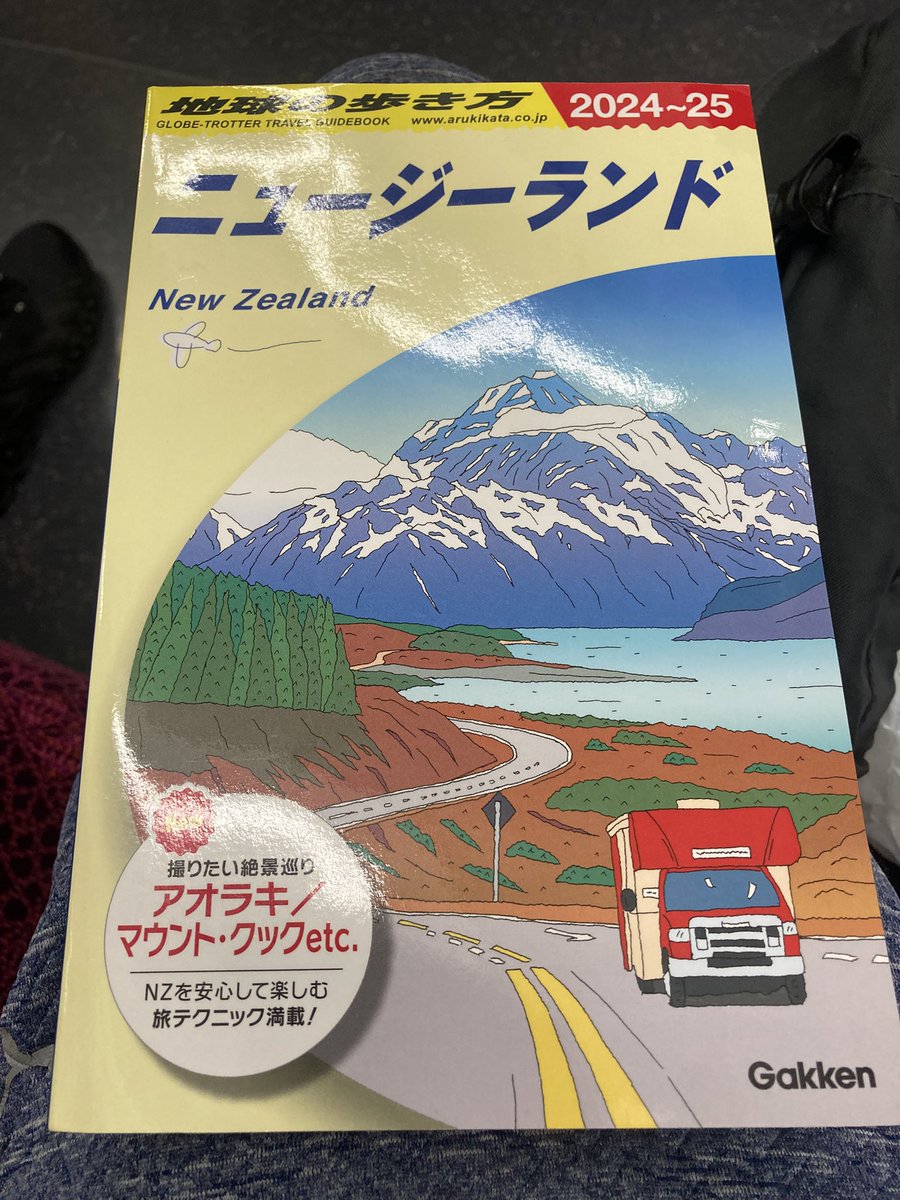 地球の歩き方
GLOBE-TROTTER TRAVEL GUIDEBOOK www.arukikata.co.jp
2024~25
ニュージーランド
New Zealand
撮りたい絶景巡り
アオラキ/
マウント・クックetc.
NZを安心して楽しむ
旅テクニック満載!
Gakken